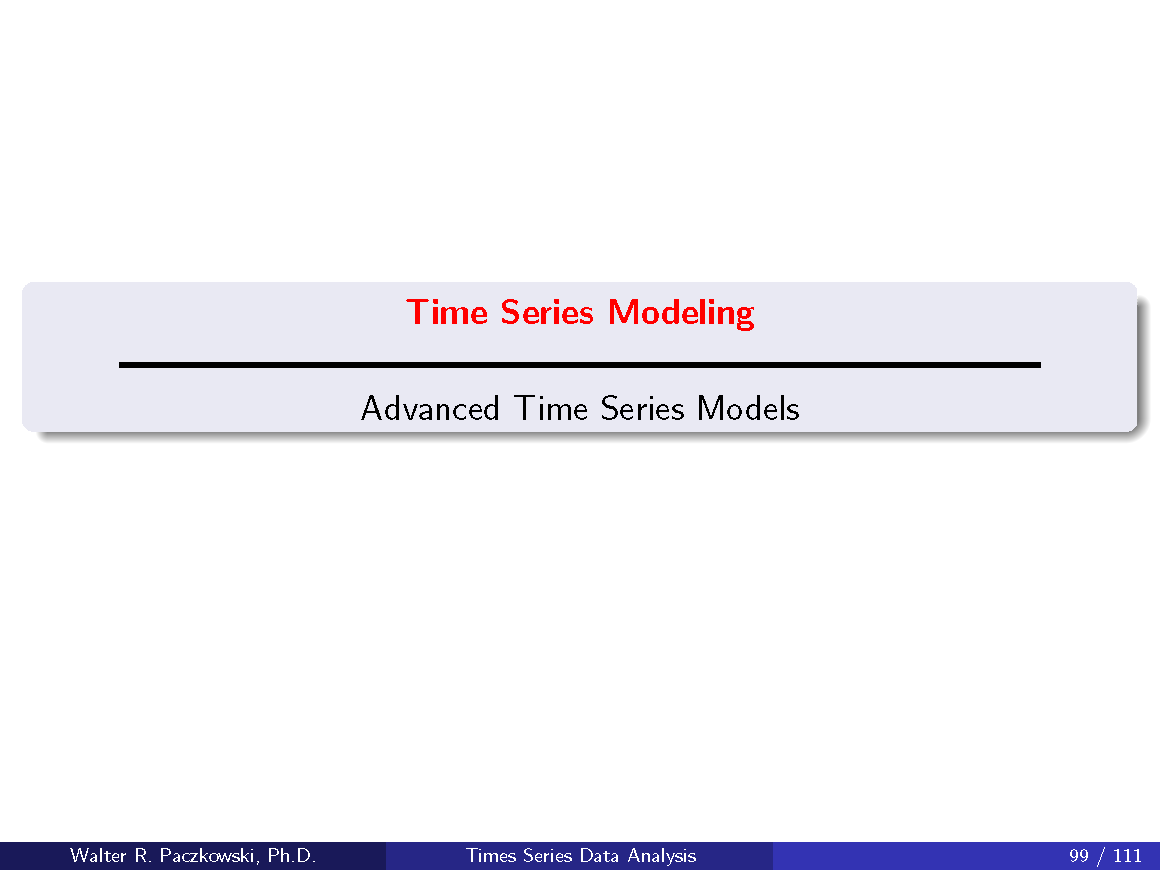 Time Series Modeling
Advanced Time Series Models
Walter R. Paczkowski, Ph.D.
Times Series Data Analysis
99 / 111